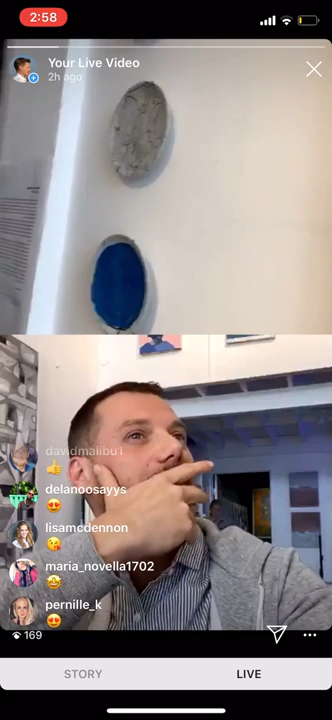 2:58
Your Live Video
2h ago
davidmalibu1
👍
delanoosayys
😍
lisamcdennon
😘
maria_novella1702
🤩
pernille_k
😍
169
STORY
LIVE